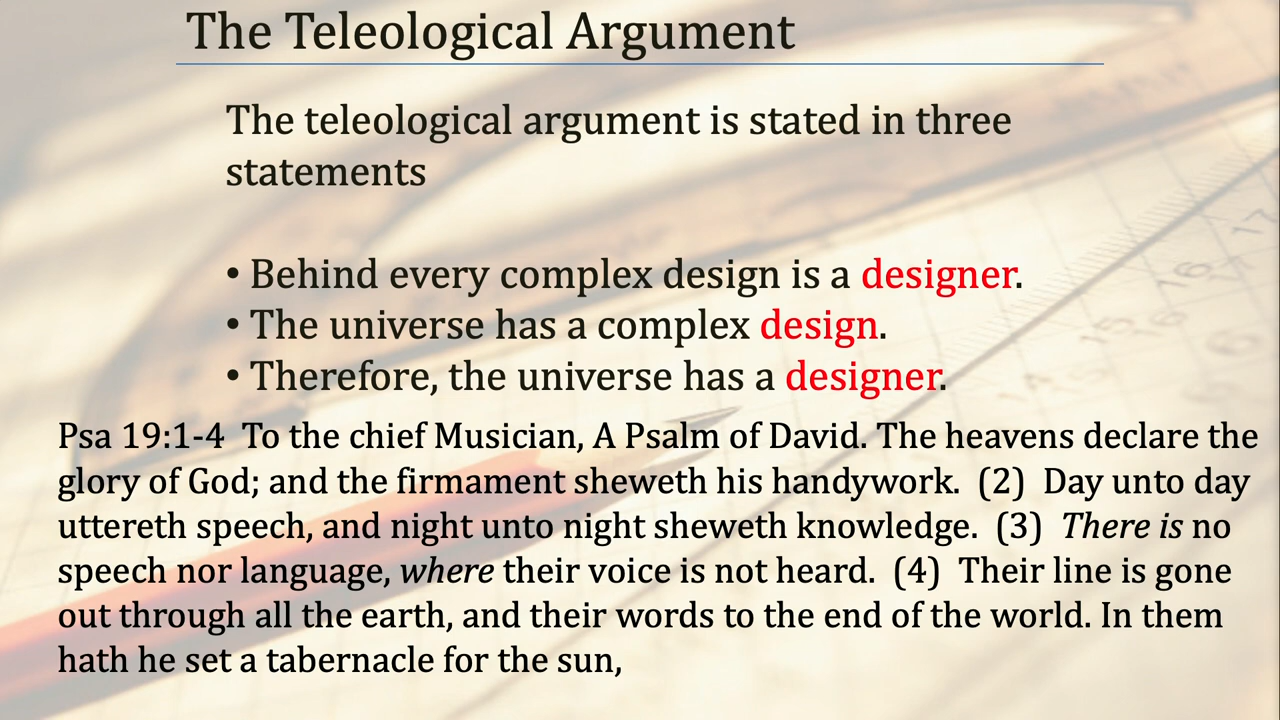 The Teleological Argument
The teleological argument is stated in three
statements
• Behind every complex design is a designer.
• The universe has a complex design.
• Therefore, the universe has a designer.
Psa 19:1-4  To the chief Musician, A Psalm of David. The heavens declare the
glory of God; and the firmament sheweth his handywork.  (2)  Day unto day
uttereth speech, and night unto night sheweth knowledge.  (3)  There is no
speech nor language, where their voice is not heard.  (4)  Their line is gone
out through all the earth, and their words to the end of the world. In them
hath he set a tabernacle for the sun,